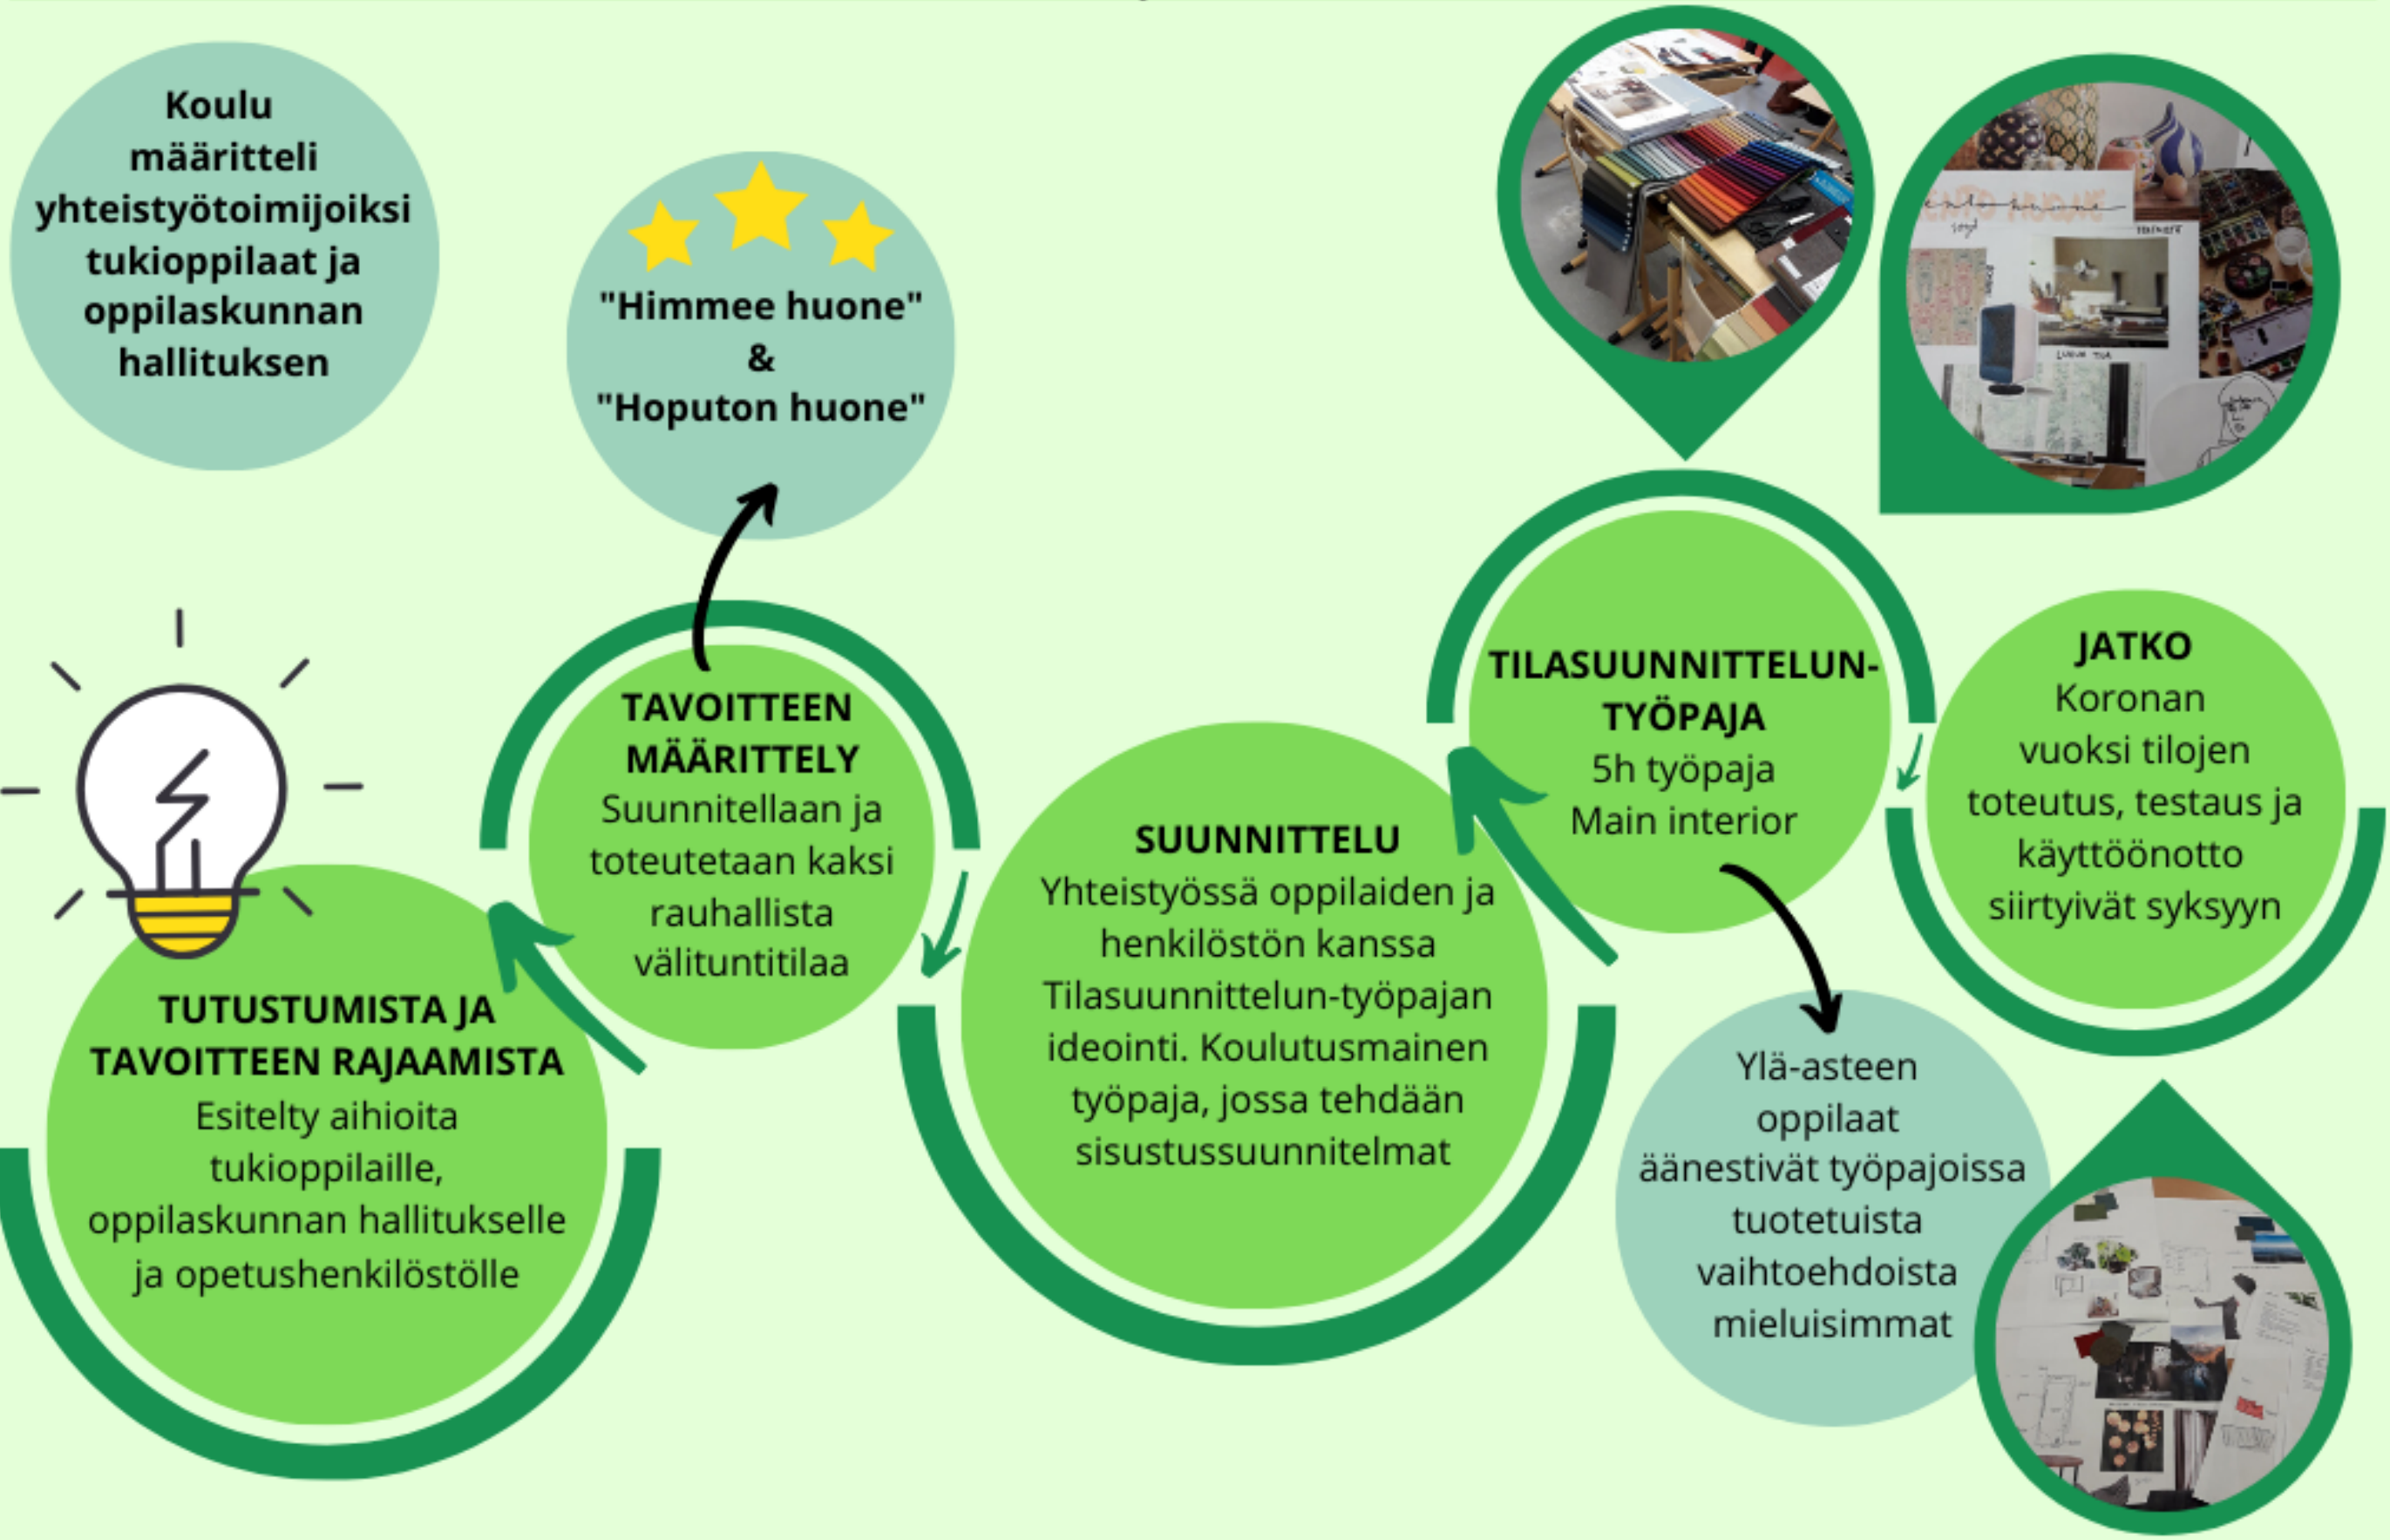 Koulu
määritteli
yhteistyötoimijoiksi
tukioppilaat ja
oppilaskunnan
hallituksen
"Himmee huone"
&
"Hoputon huone"
TUTUSTUMISTA JA
TAVOITTEEN RAJAAMISTA
Esitelty aihioita
tukioppilaille,
oppilaskunnan hallitukselle
ja opetushenkilöstölle
TAVOITTEEN
MÄÄRITTELY
Suunnitellaan ja
toteutetaan kaksi
rauhallista
välituntitilaa
SUUNNITTELU
Yhteistyössä oppilaiden ja
henkilöstön kanssa
Tilasuunnittelun-työpajan
ideointi. Koulutusmainen
työpaja, jossa tehdään
sisustussuunnitelmat
TILASUUNNITTELUN-
TYÖPAJA
5h työpaja
Main interior
Ylä-asteen
oppilaat
äänestivät työpajoissa
tuotetuista
vaihtoehdoista
mieluisimmat
JATKO
Koronan
vuoksi tilojen
toteutus, testaus ja
käyttöönotto
siirtyivät syksyyn